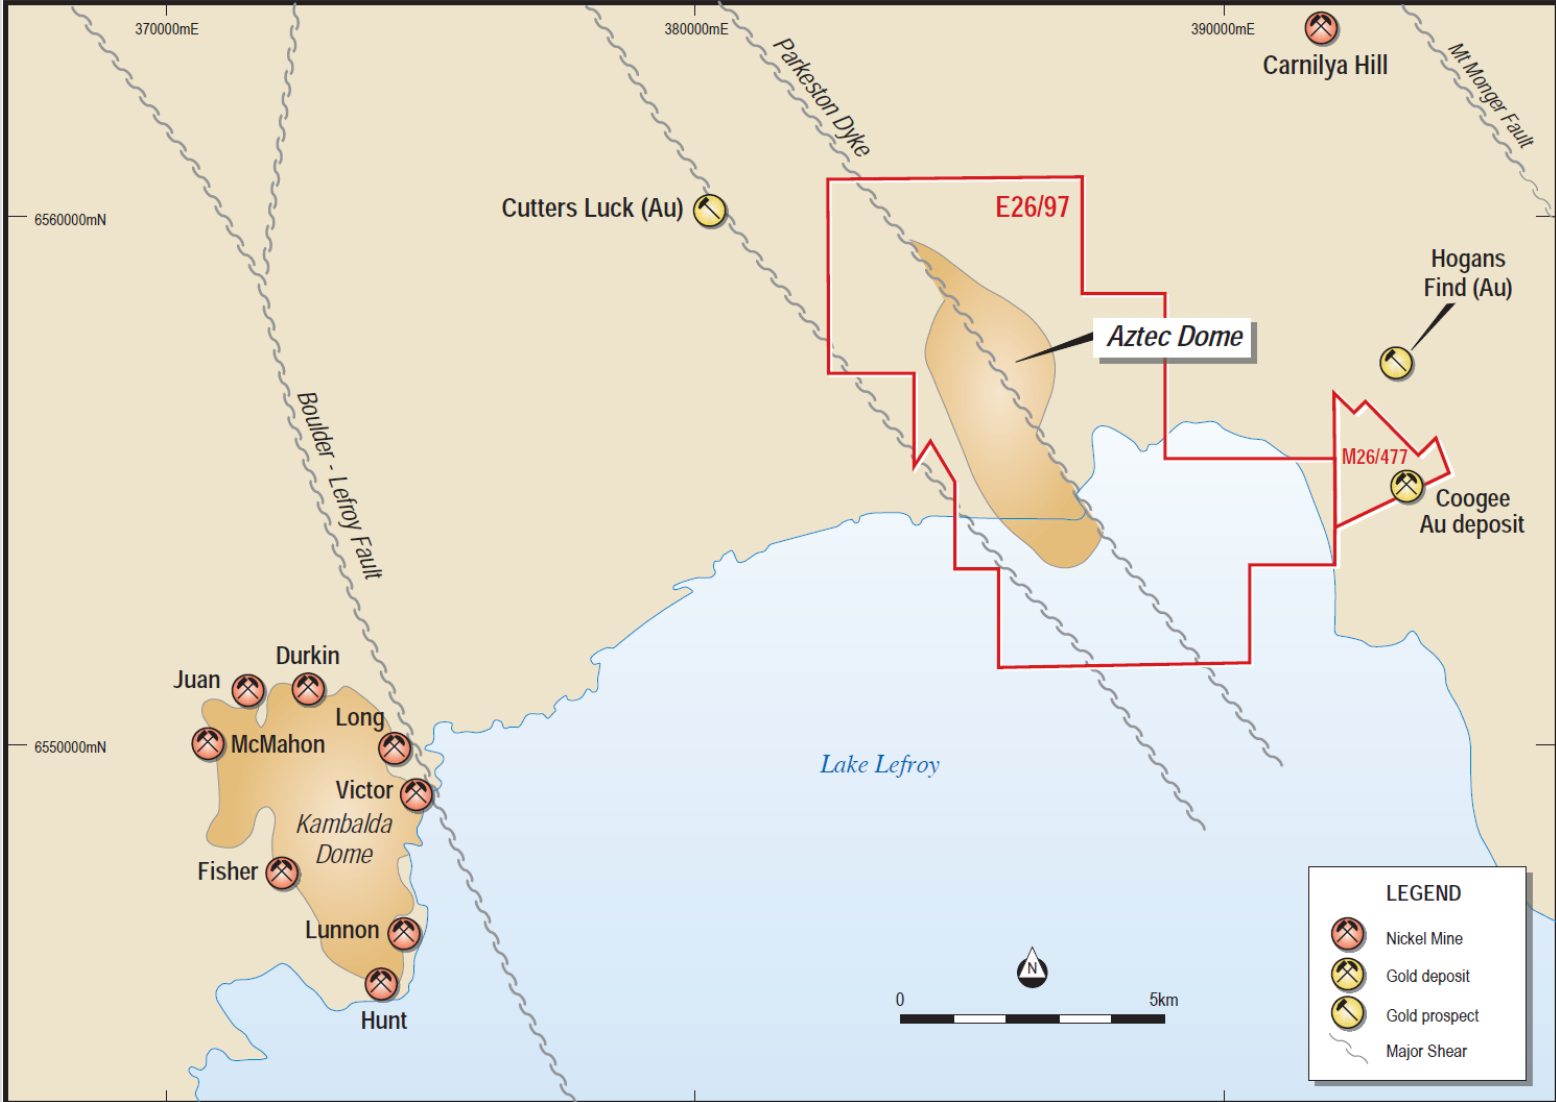 370000mE
380000mE
390000mE
Carnilya Hill
Mt Monger Fault
Parkeston Dyke
6560000mN
Cutters Luck (Au)
E26/97
Hogans
Find (Au)
Aztec Dome
Boulder - Lefroy Fault
M26/477
Coogee
Au deposit
Durkin
Juan
Long
McMahon
6550000mN
Victor
Kambalda
Dome
Lake Lefroy
Fisher
Lunnon
Hunt
N
0
5km
LEGEND
Nickel Mine
Gold deposit
Gold prospect
Major Shear